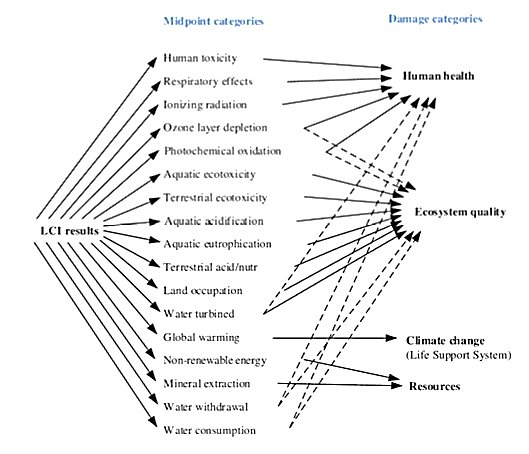 Midpoint categories
Damage categories
Human toxicity
Respiratory effects
Human health
Ionizing radiation
Ozone layer depletion
Photochemical oxidation
Aquatic ecotoxicity
Terrestrial ecotoxicity
Ecosystem quality
Aquatic acidification
LCI results
Aquatic eutrophication
Terrestrial acid/nutr
Land occupation
Water turbined
Global warming
Climate change
(Life Support System)
Non-renewable energy
Mineral extraction
Resources
Water withdrawal
Water consumption